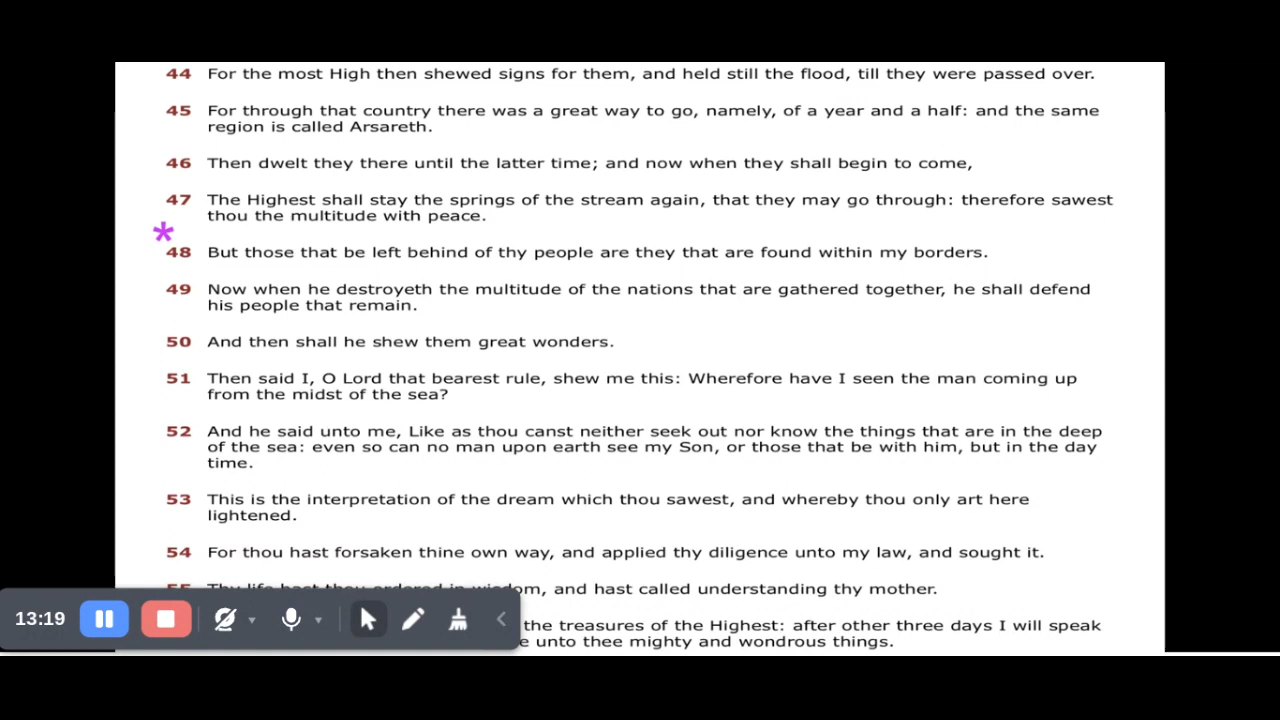 44 For the most High then shewed signs for them, and held still the flood, till they were passed over.
45 For through that country there was a great way to go, namely, of a year and a half: and the same
region is called Arsareth.
46 Then dwelt they there until the latter time; and now when they shall begin to come,
47 The Highest shall stay the springs of the stream again, that they may go through: therefore sawest
thou the multitude with peace.
*
48 But those that be left behind of thy people are they that are found within my borders.
49 Now when he destroyeth the multitude of the nations that are gathered together, he shall defend
his people that remain.
50 And then shall he shew them great wonders.
51 Then said I, O Lord that bearest rule, shew me this: Wherefore have I seen the man coming up
from the midst of the sea?
52 And he said unto me, Like as thou canst neither seek out nor know the things that are in the deep
of the sea: even so can no man upon earth see my Son, or those that be with him, but in the day
time.
53 This is the interpretation of the dream which thou sawest, and whereby thou only art here
lightened.
54 For thou hast forsaken thine own way, and applied thy diligence unto my law, and sought it.
55 Thy life hast thou ordered in wisdom, and hast called understanding thy mother.
the treasures of the Highest: after other three days I will speak
unto thee mighty and wondrous things.
13:19